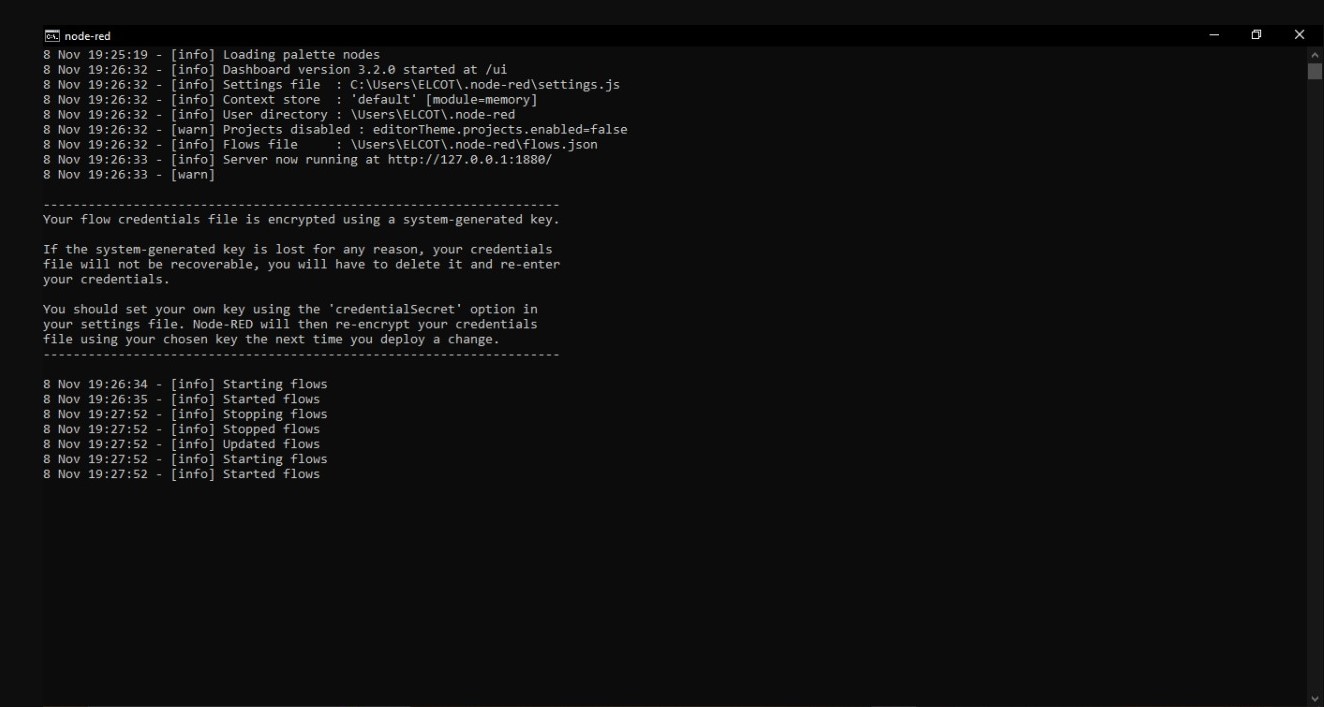 node-red
8 Nov 19:25:19 - [info] Loading palette nodes
8 Nov 19:26:32 - [info] Dashboard version 3.2.0 started at /ui
8 Nov 19:26:32 - [info] Settings file  : C:\Users\ELCOT\.node-red\settings.js
8 Nov 19:26:32 - [info] Context store  : 'default' [module=memory]
8 Nov 19:26:32 - [info] User directory : \Users\ELCOT\.node-red
8 Nov 19:26:32 - [warn] Projects disabled : editorTheme.projects.enabled=false
8 Nov 19:26:32 - [info] Flows file     : \Users\ELCOT\.node-red\flows.json
8 Nov 19:26:33 - [info] Server now running at http://127.0.0.1:1880/
8 Nov 19:26:33 - [warn]
---------------------------------------------------------------------
Your flow credentials file is encrypted using a system-generated key.
If the system-generated key is lost for any reason, your credentials
file will not be recoverable, you will have to delete it and re-enter
your credentials.
You should set your own key using the 'credentialSecret' option in
your settings file. Node-RED will then re-encrypt your credentials
file using your chosen key the next time you deploy a change.
---------------------------------------------------------------------
8 Nov 19:26:34 - [info] Starting flows
8 Nov 19:26:35 - [info] Started flows
8 Nov 19:27:52 - [info] Stopping flows
8 Nov 19:27:52 - [info] Stopped flows
8 Nov 19:27:52 - [info] Updated flows
8 Nov 19:27:52 - [info] Starting flows
8 Nov 19:27:52 - [info] Started flows